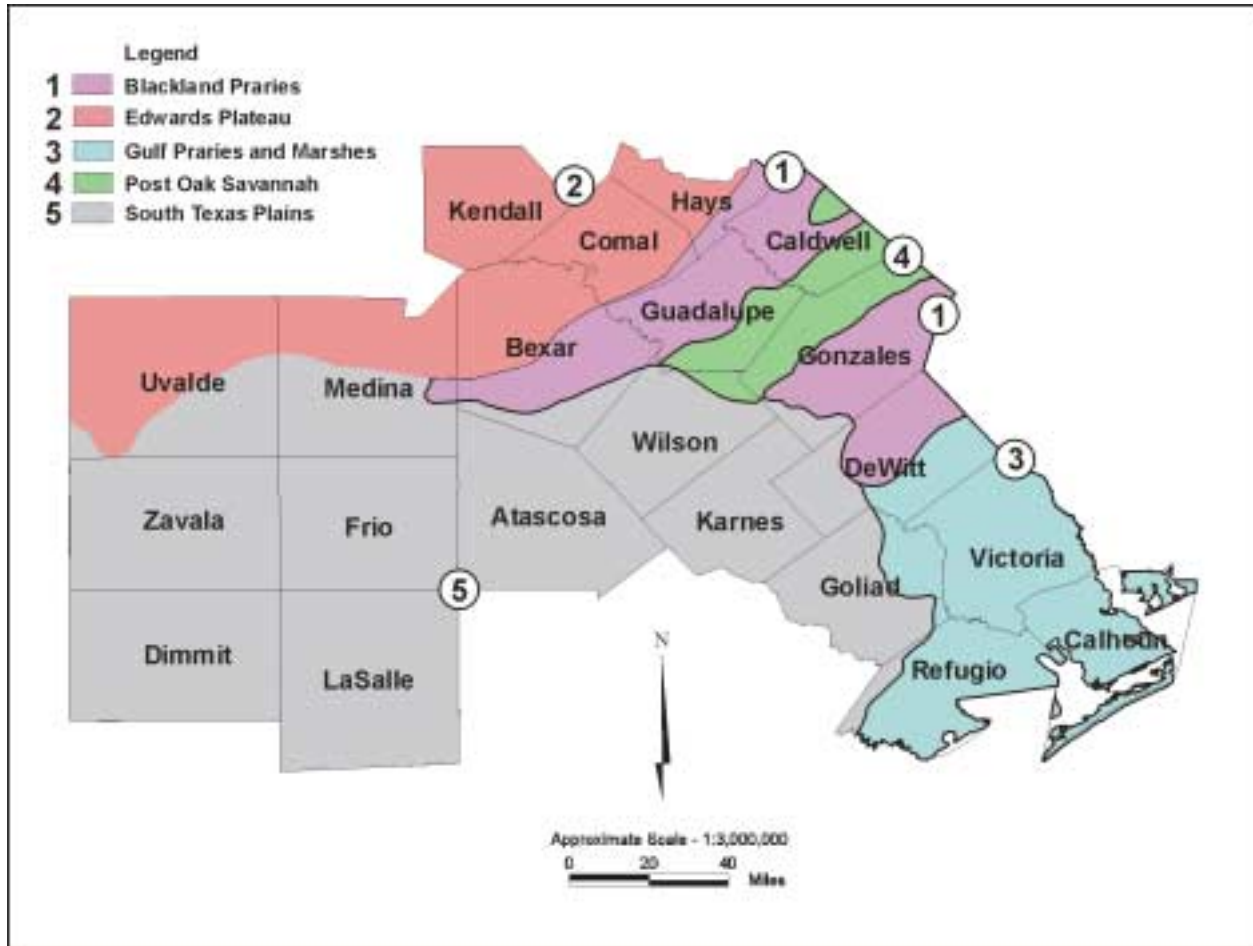 Legend
1 Blackland Praries
2 Edwards Plateau
3 Gulf Praries and Marshes
4 Post Oak Savannah
5 South Texas Plains
1
2
Hays
Kendall
Comal
Caldwell
4
Guadalupe
1
Bexar
Gonzales
Uvalde
Medina
Wilson
3
DeWitt
Zavala
Frio
Atascosa
Karnes
Victoria
5
Goliad
Calhoun
Dimmit
LaSalle
Refugio
N
Approximate Scale - 1:3,000,000
0 20 40
Miles